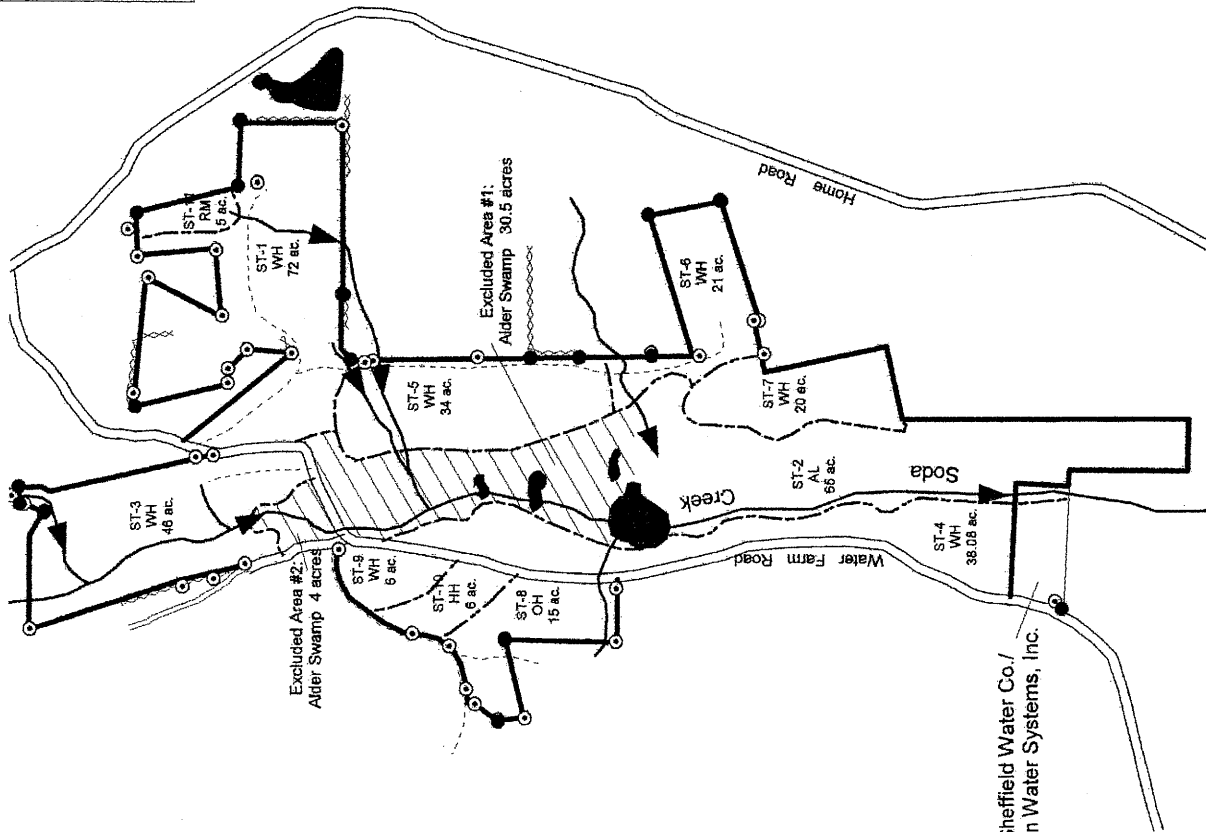 ST-11
RM
5 ac.
ST-1
WH
72 ac.
Home Road
Excluded Area #1:
Alder Swamp 30.5 acres
ST-6
WH
21 ac.
ST-3
WH
46 ac.
ST-5
WH
34 ac.
ST-7
WH
20 ac.
Excluded Area #2:
Alder Swamp 4 acres
ST-9
WH
6 ac.
ST-10
HH
6 ac.
ST-8
OH
15 ac.
Soda
Creek
ST-2
AL
65 ac.
Water Farm Road
ST-4
WH
38.08 ac.
Sheffield Water Co./
n Water Systems, Inc.